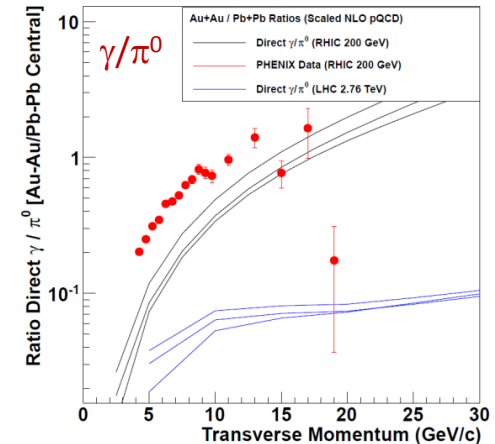 Au+Au / Pb+Pb Ratios (Scaled NLO pQCD)
Direct γ/π⁰ (RHIC 200 GeV)
PHENIX Data (RHIC 200 GeV)
Direct γ/π⁰ (LHC 2.76 TeV)
γ/π⁰
Ratio Direct γ / π⁰ [Au-Au/Pb-Pb Central]
10
1
10⁻¹
0 5 10 15 20 25 30
Transverse Momentum (GeV/c)